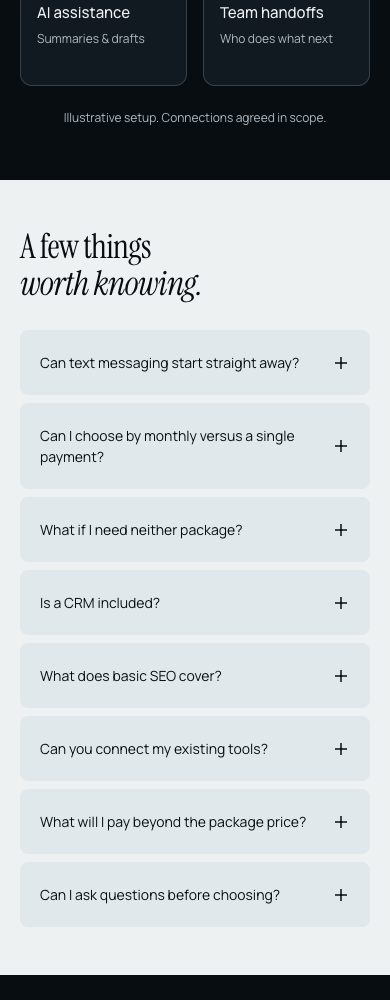 AI assistance
Summaries & drafts
Team handoffs
Who does what next
Illustrative setup. Connections agreed in scope.
A few things
worth knowing.
Can text messaging start straight away?
Can I choose by monthly versus a single
payment?
What if I need neither package?
Is a CRM included?
What does basic SEO cover?
Can you connect my existing tools?
What will I pay beyond the package price?
Can I ask questions before choosing?